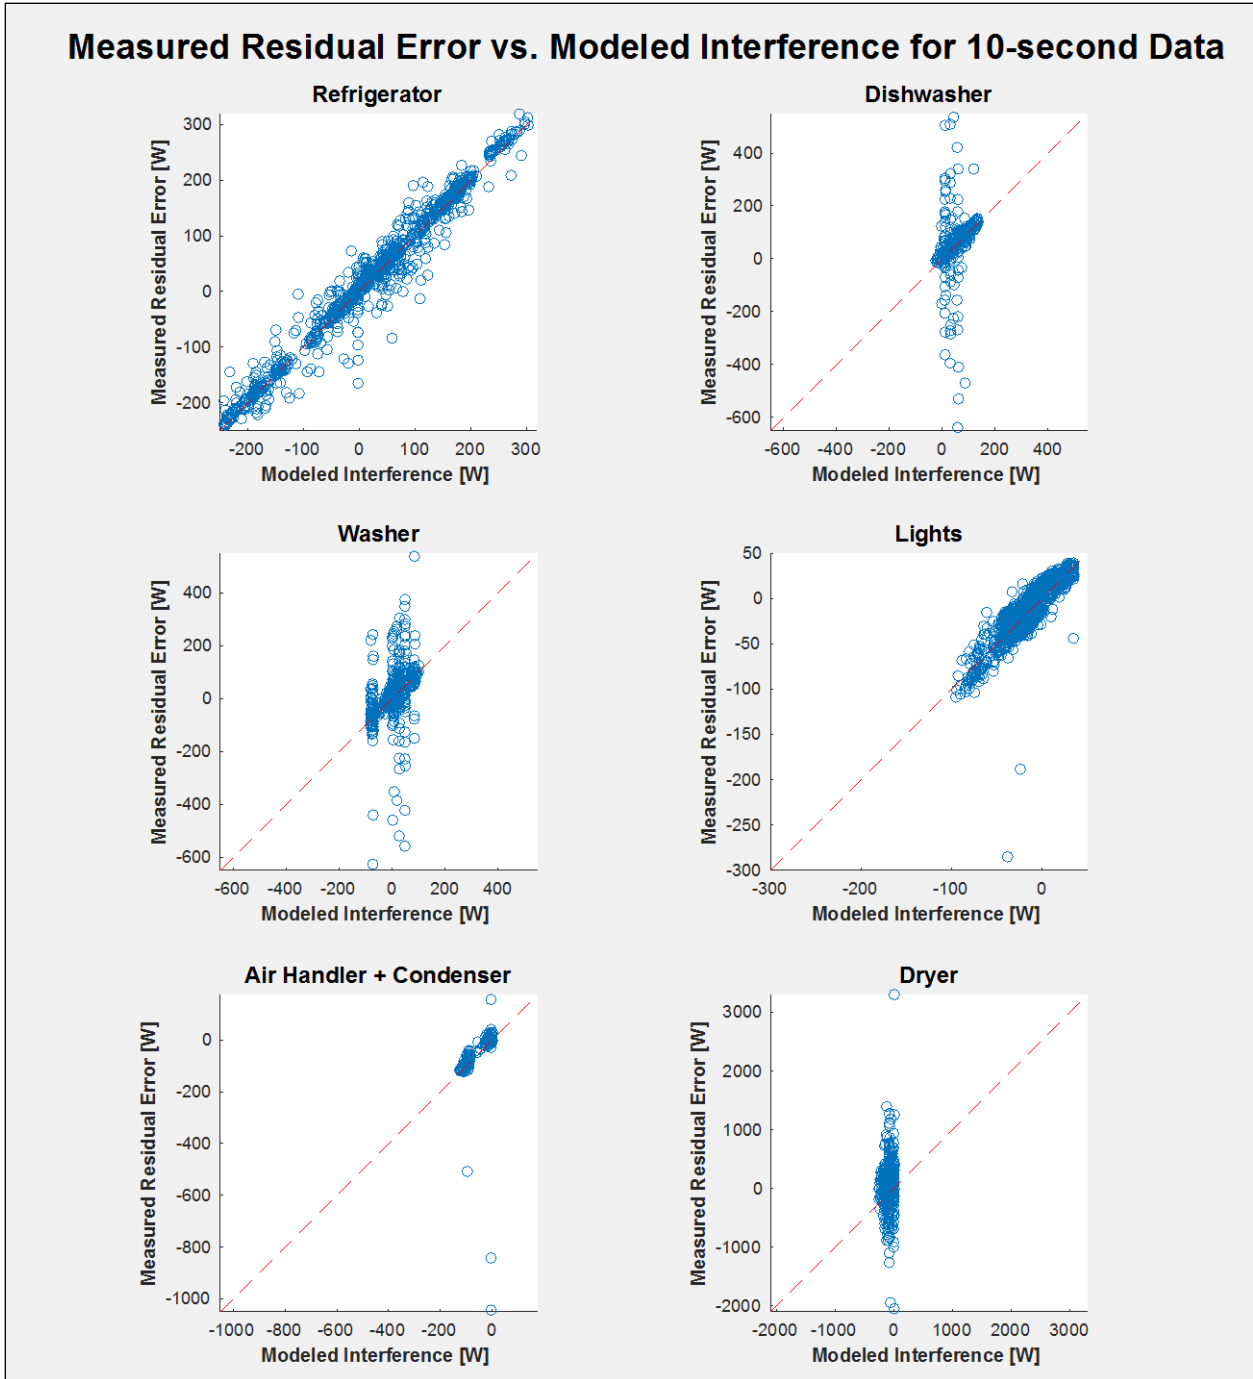 Measured Residual Error vs. Modeled Interference for 10-second Data
Refrigerator
Measured Residual Error [W]
300
200
100
0
-100
-200
-200 -100 0 100 200 300
Modeled Interference [W]
Dishwasher
Measured Residual Error [W]
400
200
0
-200
-400
-600
-600 -400 -200 0 200 400
Modeled Interference [W]
Washer
Measured Residual Error [W]
400
200
0
-200
-400
-600
-600 -400 -200 0 200 400
Modeled Interference [W]
Lights
Measured Residual Error [W]
50
0
-50
-100
-150
-200
-250
-300
-300 -200 -100 0
Modeled Interference [W]
Air Handler + Condenser
Measured Residual Error [W]
0
-200
-400
-600
-800
-1000
-1000 -800 -600 -400 -200 0
Modeled Interference [W]
Dryer
Measured Residual Error [W]
3000
2000
1000
0
-1000
-2000
-2000 -1000 0 1000 2000 3000
Modeled Interference [W]